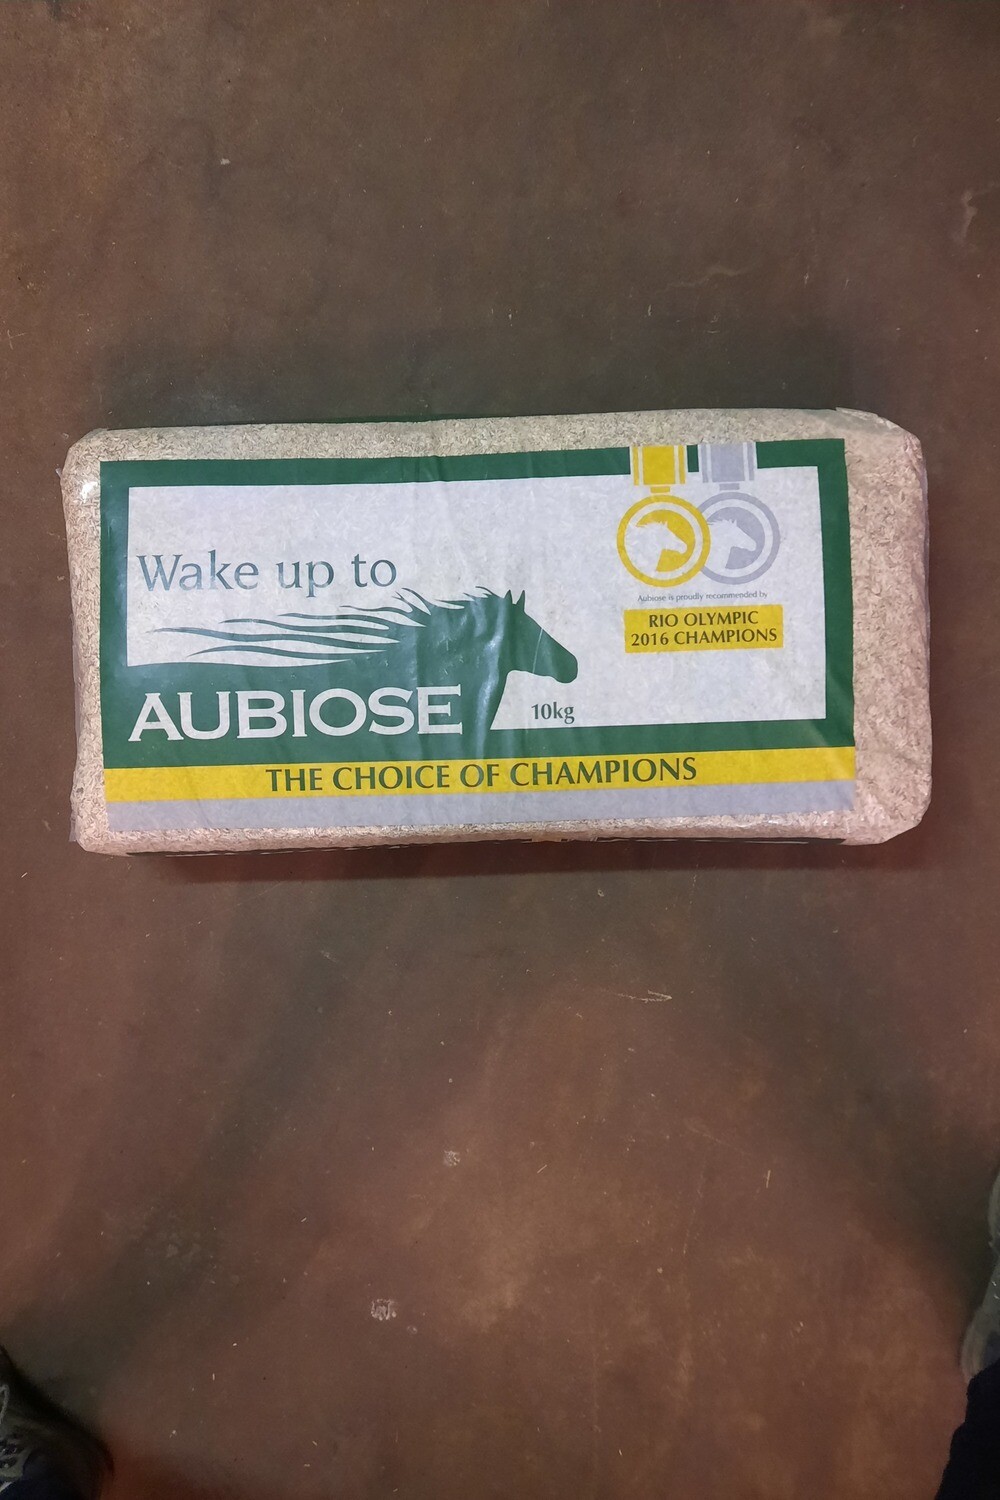 Wake up to
AUBIOSE
10kg
Aubiose is proudly recommended by
RIO OLYMPIC
2016 CHAMPIONS
THE CHOICE OF CHAMPIONS